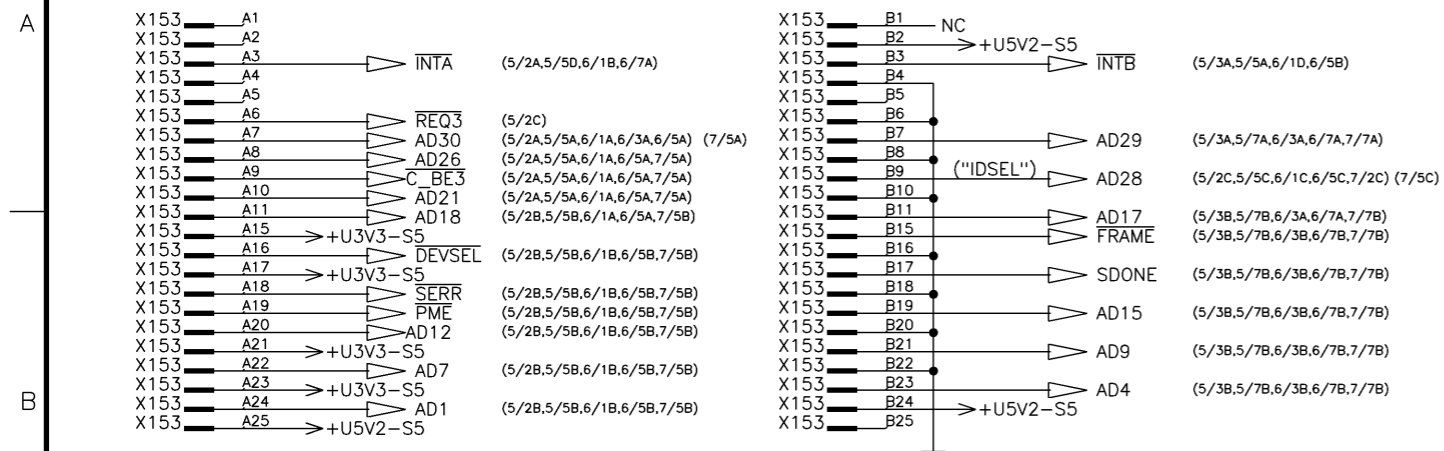 A
X153 A1
X153 A2
X153 A3 INTA (5/2A,5/5D,6/1B,6/7A)
X153 A4
X153 A5
X153 A6 REQ3 (5/2C)
X153 A7 AD30 (5/2A,5/5A,6/1A,6/3A,6/5A) (7/5A)
X153 A8 AD26 (5/2A,5/5A,6/1A,6/5A,7/5A)
X153 A9 C_BE3 (5/2A,5/5A,6/1A,6/5A,7/5A)
X153 A10 AD21 (5/2A,5/5A,6/1A,6/5A,7/5A)
X153 A11 AD18 (5/2B,5/5B,6/1A,6/5A,7/5B)
X153 A15 +U3V3-S5
X153 A16 DEVSEL (5/2B,5/5B,6/1B,6/5B,7/5B)
X153 A17 +U3V3-S5
X153 A18 SERR (5/2B,5/5B,6/1B,6/5B,7/5B)
X153 A19 PME (5/2B,5/5B,6/1B,6/5B,7/5B)
X153 A20 AD12 (5/2B,5/5B,6/1B,6/5B,7/5B)
X153 A21 +U3V3-S5
X153 A22 AD7 (5/2B,5/5B,6/1B,6/5B,7/5B)
X153 A23 +U3V3-S5
B
X153 A24 AD1 (5/2B,5/5B,6/1B,6/5B,7/5B)
X153 A25 +U5V2-S5
X153 B1 NC
X153 B2 +U5V2-S5
X153 B3 INTB (5/3A,5/5A,6/1D,6/5B)
X153 B4
X153 B5
X153 B6
X153 B7 AD29 (5/3A,5/7A,6/3A,6/7A,7/7A)
X153 B8
X153 B9 ("IDSEL") AD28 (5/2C,5/5C,6/1C,6/5C,7/2C) (7/5C)
X153 B10
X153 B11 AD17 (5/3B,5/7B,6/3A,6/7A,7/7B)
X153 B15 FRAME (5/3B,5/7B,6/3B,6/7B,7/7B)
X153 B16
X153 B17 SDONE (5/3B,5/7B,6/3B,6/7B,7/7B)
X153 B18
X153 B19 AD15 (5/3B,5/7B,6/3B,6/7B,7/7B)
X153 B20
X153 B21 AD9 (5/3B,5/7B,6/3B,6/7B,7/7B)
X153 B22
X153 B23 AD4 (5/3B,5/7B,6/3B,6/7B,7/7B)
X153 B24 +U5V2-S5
X153 B25